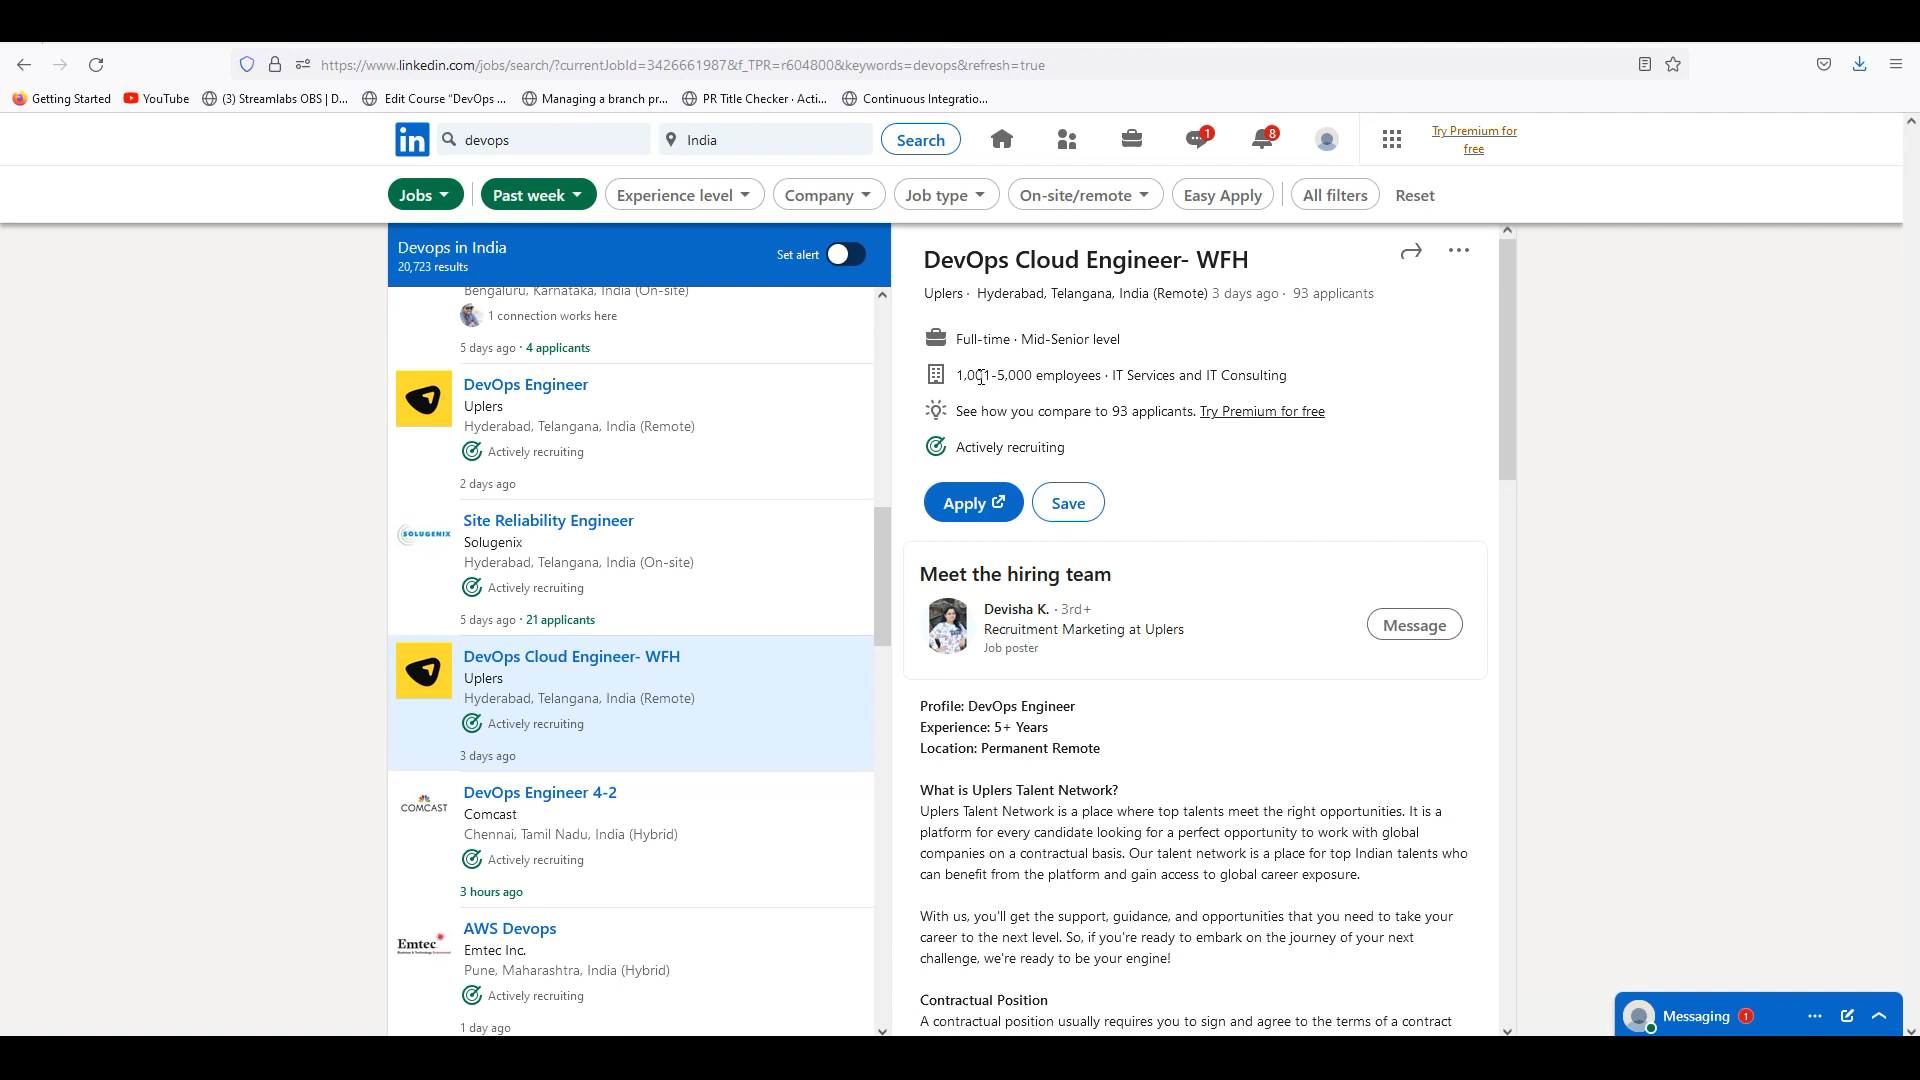 https://www.linkedin.com/jobs/search/?currentJobId=3426661987&f_TPR=r604800&keywords=devops&refresh=true
Getting Started
YouTube
(3) Streamlabs OBS | D...
Edit Course "DevOps ...
Managing a branch pr...
PR Title Checker · Acti...
Continuous Integratio...
in
devops
India
Search
1
8
Try Premium for
free
Jobs
Past week
Experience level
Company
Job type
On-site/remote
Easy Apply
All filters
Reset
Devops in India
20,723 results
Set alert
Bengaluru, Karnataka, India (On-site)
1 connection works here
5 days ago · 4 applicants
DevOps Engineer
Uplers
Hyderabad, Telangana, India (Remote)
Actively recruiting
2 days ago
SOLUGENIX
Site Reliability Engineer
Solugenix
Hyderabad, Telangana, India (On-site)
Actively recruiting
5 days ago · 21 applicants
DevOps Cloud Engineer- WFH
Uplers
Hyderabad, Telangana, India (Remote)
Actively recruiting
3 days ago
COMCAST
DevOps Engineer 4-2
Comcast
Chennai, Tamil Nadu, India (Hybrid)
Actively recruiting
3 hours ago
Emtec
AWS Devops
Emtec Inc.
Pune, Maharashtra, India (Hybrid)
Actively recruiting
1 day ago
DevOps Cloud Engineer- WFH
Uplers · Hyderabad, Telangana, India (Remote) 3 days ago · 93 applicants
Full-time · Mid-Senior level
1,001-5,000 employees · IT Services and IT Consulting
See how you compare to 93 applicants. Try Premium for free
Actively recruiting
Apply
Save
Meet the hiring team
Devisha K. · 3rd+
Recruitment Marketing at Uplers
Job poster
Message
Profile: DevOps Engineer
Experience: 5+ Years
Location: Permanent Remote
What is Uplers Talent Network?
Uplers Talent Network is a place where top talents meet the right opportunities. It is a
platform for every candidate looking for a perfect opportunity to work with global
companies on a contractual basis. Our talent network is a place for top Indian talents who
can benefit from the platform and gain access to global career exposure.
With us, you'll get the support, guidance, and opportunities that you need to take your
career to the next level. So, if you're ready to embark on the journey of your next
challenge, we're ready to be your engine!
Contractual Position
A contractual position usually requires you to sign and agree to the terms of a contract
Messaging 1